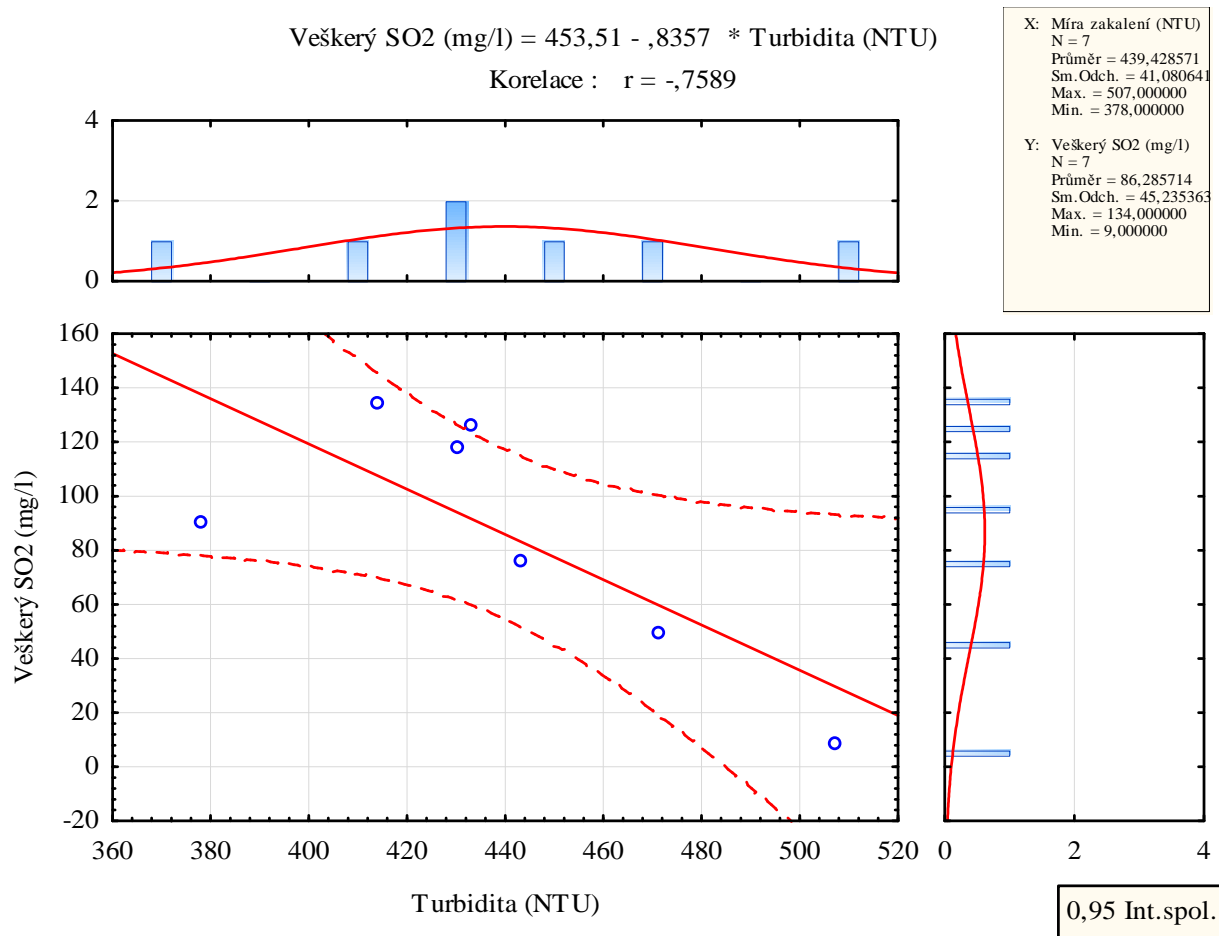 Veškerý SO2 (mg/l) = 453,51 - ,8357 * Turbidita (NTU)
Korelace : r = -,7589
X: Míra zakalení (NTU)
N = 7
Průměr = 439,428571
Sm.Odch. = 41,080641
Max. = 507,000000
Min. = 378,000000
Y: Veškerý SO2 (mg/l)
N = 7
Průměr = 86,285714
Sm.Odch. = 45,235363
Max. = 134,000000
Min. = 9,000000
4
2
0
160
140
120
100
80
60
40
20
0
-20
Veškerý SO2 (mg/l)
360 380 400 420 440 460 480 500 520
0 2 4
Turbidita (NTU)
0,95 Int.spol.